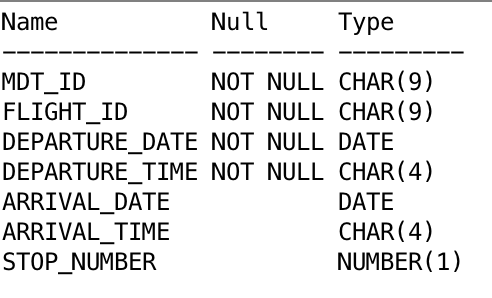 Name Null Type
-------------- -------- ---------
MDT_ID NOT NULL CHAR(9)
FLIGHT_ID NOT NULL CHAR(9)
DEPARTURE_DATE NOT NULL DATE
DEPARTURE_TIME NOT NULL CHAR(4)
ARRIVAL_DATE DATE
ARRIVAL_TIME CHAR(4)
STOP_NUMBER NUMBER(1)